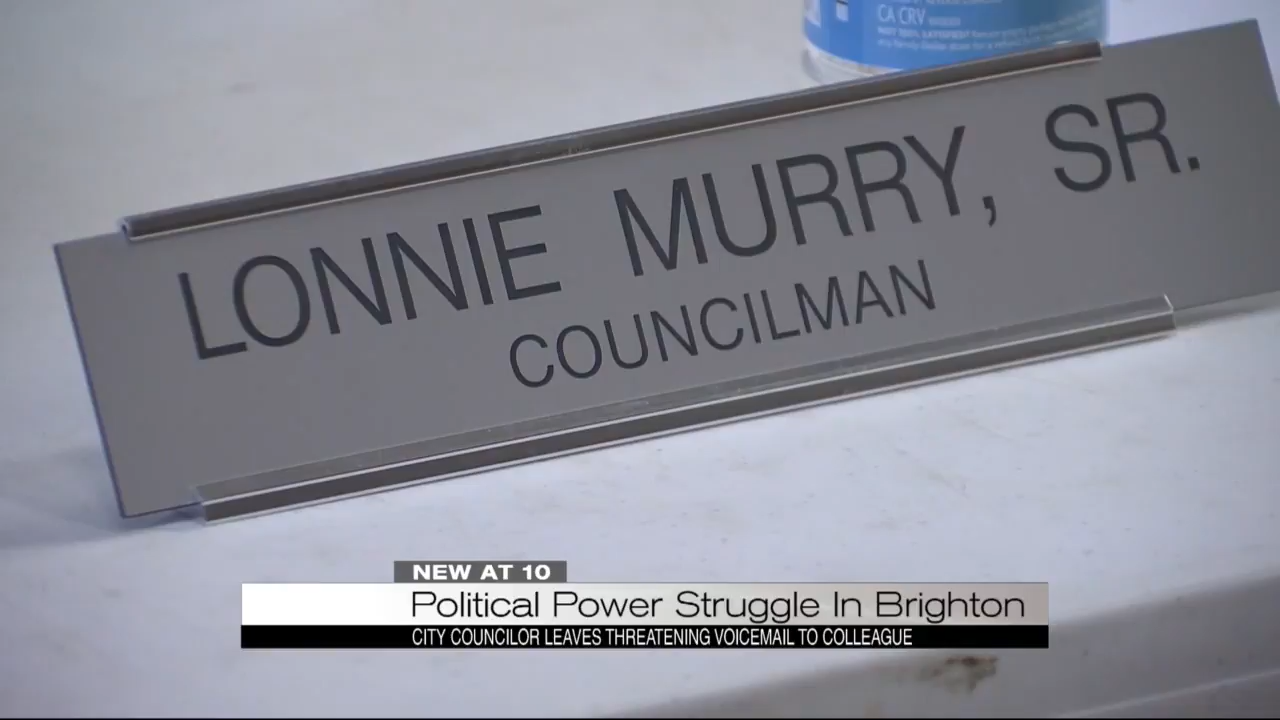 CA CRV
LONNIE MURRY, SR.
COUNCILMAN
NEW AT 10
Political Power Struggle In Brighton
CITY COUNCILOR LEAVES THREATENING VOICEMAIL TO COLLEAGUE